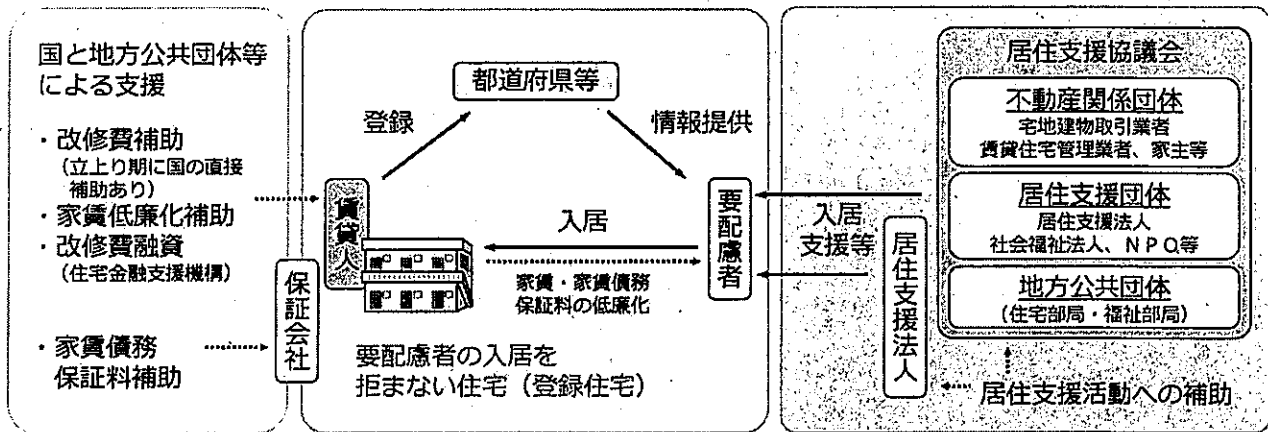 国と地方公共団体等
による支援
・改修費補助
(立上り期に国の直接
補助あり)
・家賃低廉化補助
・改修費融資
(住宅金融支援機構)
・家賃債務
保証料補助
保証会社
都道府県等
登録
情報提供
賃貸人
要配慮者
入居
家賃・家賃債務
保証料の低廉化
要配慮者の入居を
拒まない住宅(登録住宅)
入居
支援等
居住支援法人
居住支援協議会
不動産関係団体
宅地建物取引業者
賃貸住宅管理業者、家主等
居住支援団体
居住支援法人
社会福祉法人、NPO等
地方公共団体
(住宅部局・福祉部局)
居住支援活動への補助